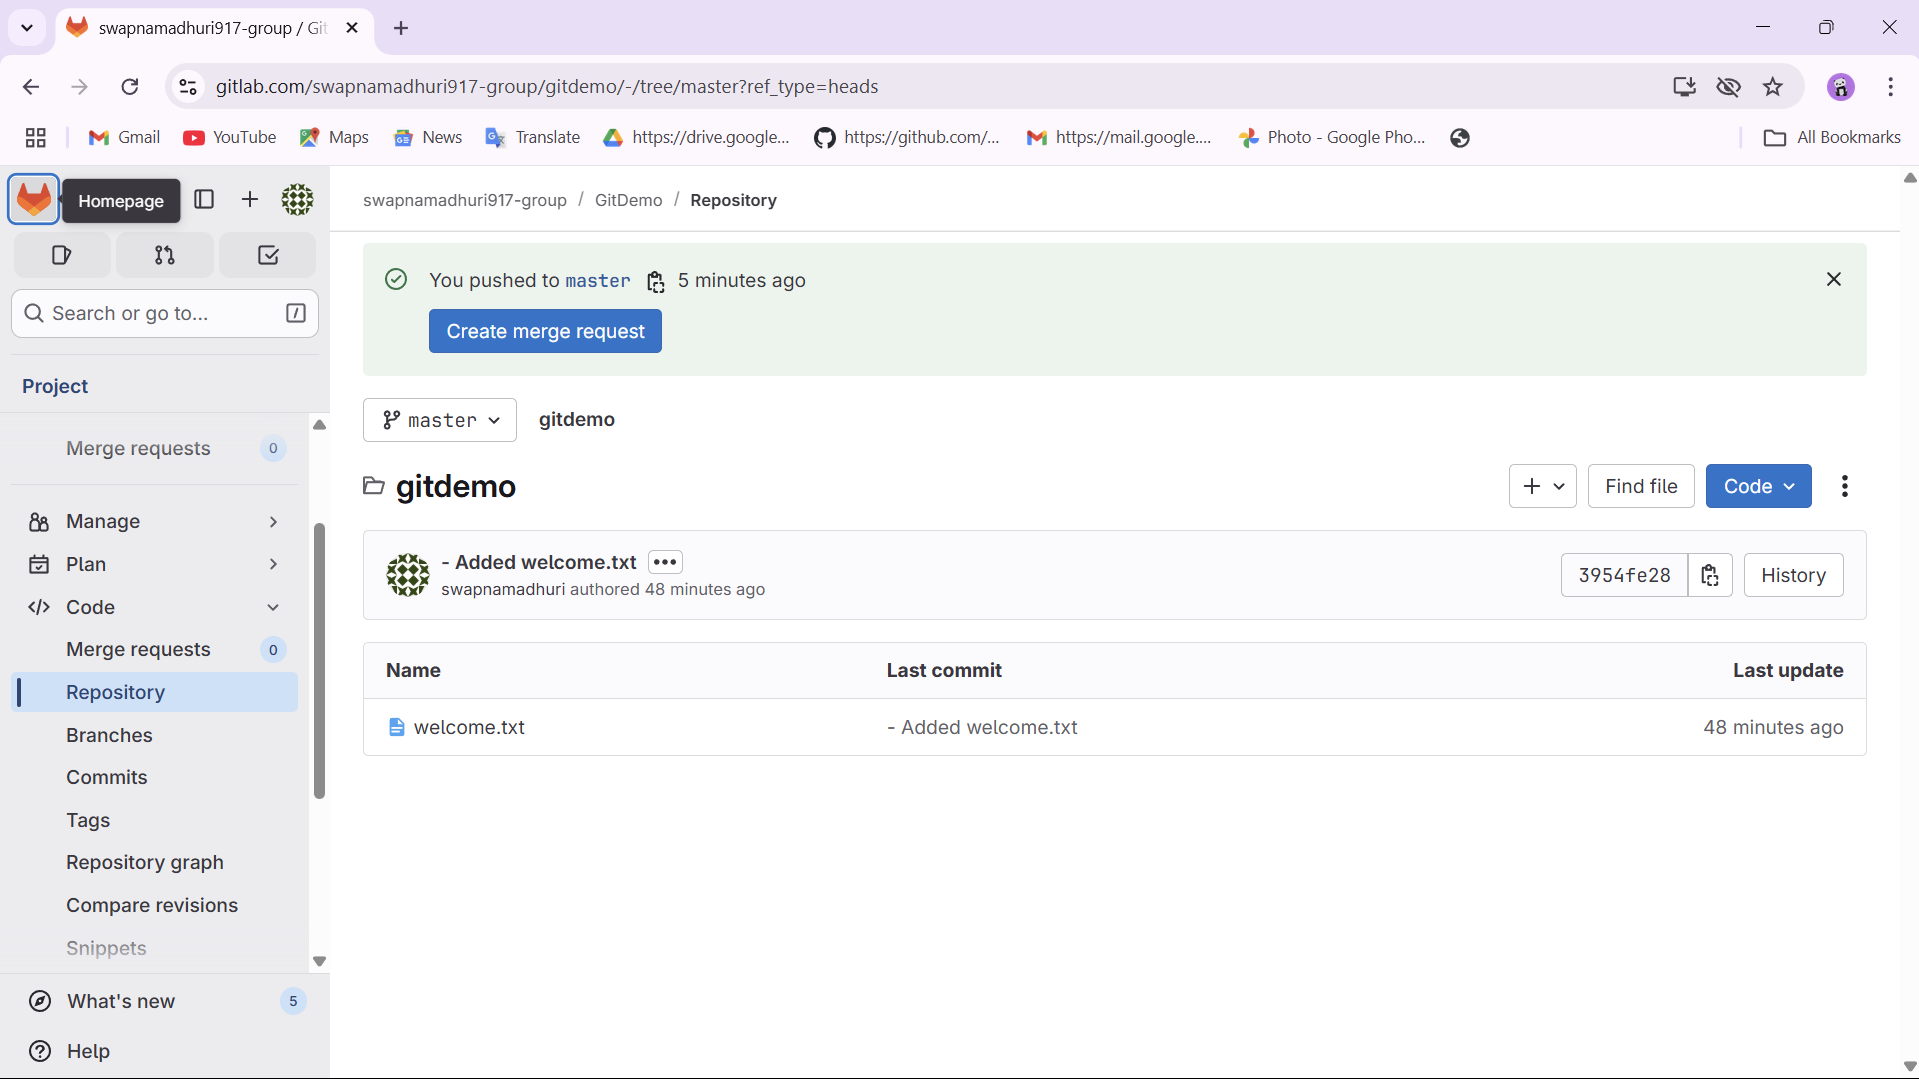 swapnamadhuri917-group / Git
gitlab.com/swapnamadhuri917-group/gitdemo/-/tree/master?ref_type=heads
Gmail
YouTube
Maps
News
Translate
https://drive.google...
https://github.com/...
https://mail.google....
Photo - Google Pho...
All Bookmarks
Homepage
Search or go to...
/
Project
Merge requests 0
Manage
Plan
Code
Merge requests 0
Repository
Branches
Commits
Tags
Repository graph
Compare revisions
Snippets
What's new 5
Help
swapnamadhuri917-group / GitDemo / Repository
You pushed to master 5 minutes ago
Create merge request
master
gitdemo
gitdemo
Find file
Code
- Added welcome.txt
swapnamadhuri authored 48 minutes ago
3954fe28
History
Name Last commit Last update
welcome.txt - Added welcome.txt 48 minutes ago